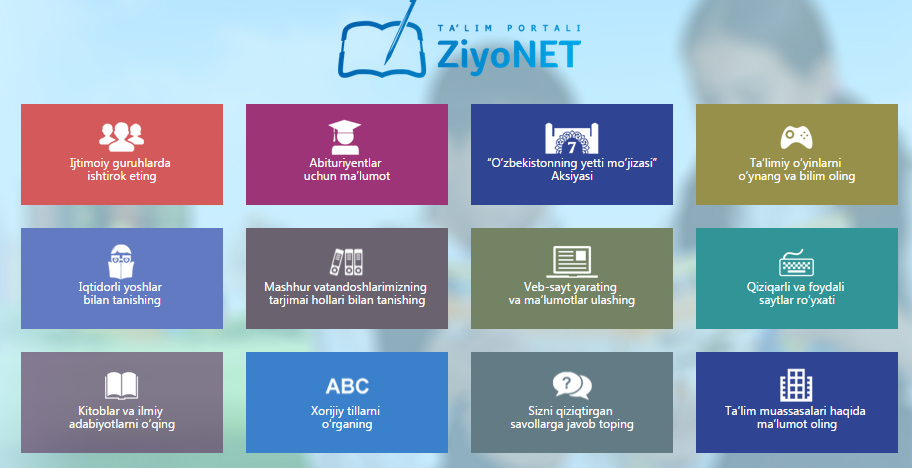 TA'LIM PORTALI
ZiyoNET
Ijtimoiy guruhlarda
ishtirok eting
Abituriyentlar
uchun ma'lumot
7
"O'zbekistonning yetti mo'jizasi"
Aksiyasi
Ta'limiy o'yinlarni
o'ynang va bilim oling
Iqtidorli yoshlar
bilan tanishing
Mashhur vatandoshlarimizning
tarjimai hollari bilan tanishing
Veb-sayt yarating
va ma'lumotlar ulashing
Qiziqarli va foydali
saytlar ro'yxati
Kitoblar va ilmiy
adabiyotlarni o'qing
ABC
Xorijiy tillarni
o'rganing
?
Sizni qiziqtirgan
savollarga javob toping
Ta'lim muassasalari haqida
ma'lumot oling